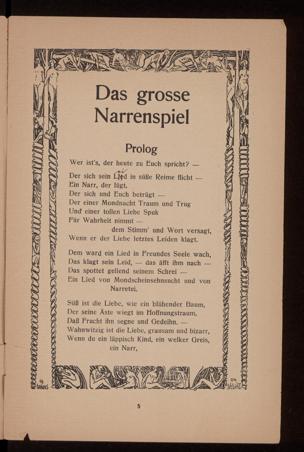 Das grosse
Narrenspiel
Prolog
Wer ist's, der heute zu Euch spricht? —
Der sich sein Lied in süße Reime flicht —
Ein Narr, der lügt,
Der sich und Euch beträgt —
Der einer Mondnacht Traum und Trug
Und einer tollen Liebe Spuk
Für Wahrheit nimmt —
dem Stimm' und Wort versagt,
Wenn er der Liebe letztes Leiden klagt.
Dem ward ein Lied in Freundes Seele wach,
Das klagt sein Leid, — das äfft ihn nach —
Das spottet gellend seinem Schrei —
Ein Lied von Mondscheinsehnsucht und von
Narretei,
Süß ist die Liebe, wie ein blühender Baum,
Der seine Äste wiegt im Hoffnungstraum,
Daß Frucht ihn segne und Gedeihn. —
Wahnwitzig ist die Liebe, grausam und bizarr,
Wenn du ein läppisch Kind, ein welker Greis,
ein Narr,
5